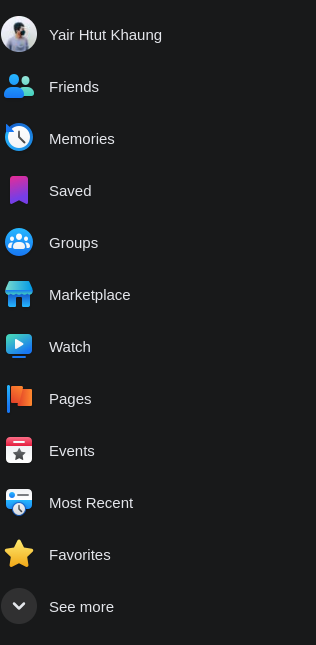 Yair Htut Khaung
Friends
Memories
Saved
Groups
Marketplace
Watch
Pages
Events
Most Recent
Favorites
See more